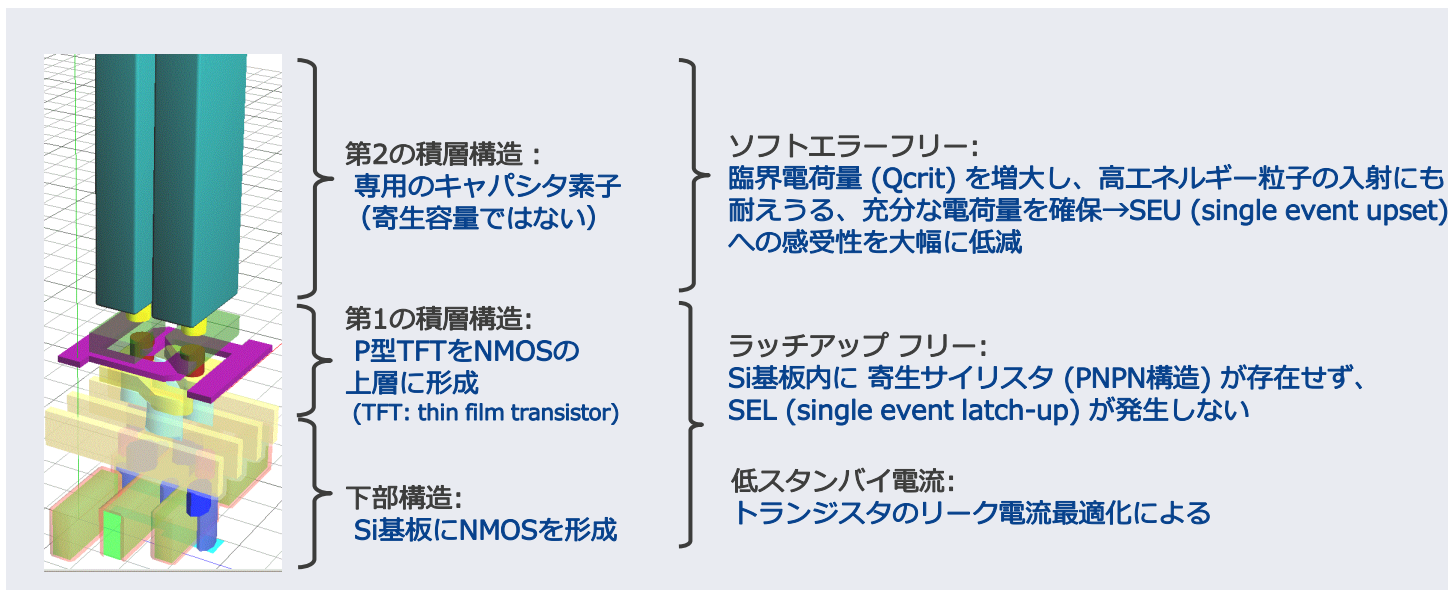 第2の積層構造：
専用のキャパシタ素子
（寄生容量ではない）
第1の積層構造:
P型TFTをNMOSの
上層に形成
(TFT: thin film transistor)
下部構造:
Si基板にNMOSを形成
ソフトエラーフリー:
臨界電荷量 (Qcrit) を増大し、高エネルギー粒子の入射にも
耐えうる、充分な電荷量を確保→SEU (single event upset)
への感受性を大幅に低減
ラッチアップ フリー:
Si基板内に 寄生サイリスタ (PNPN構造) が存在せず、
SEL (single event latch-up) が発生しない
低スタンバイ電流:
トランジスタのリーク電流最適化による